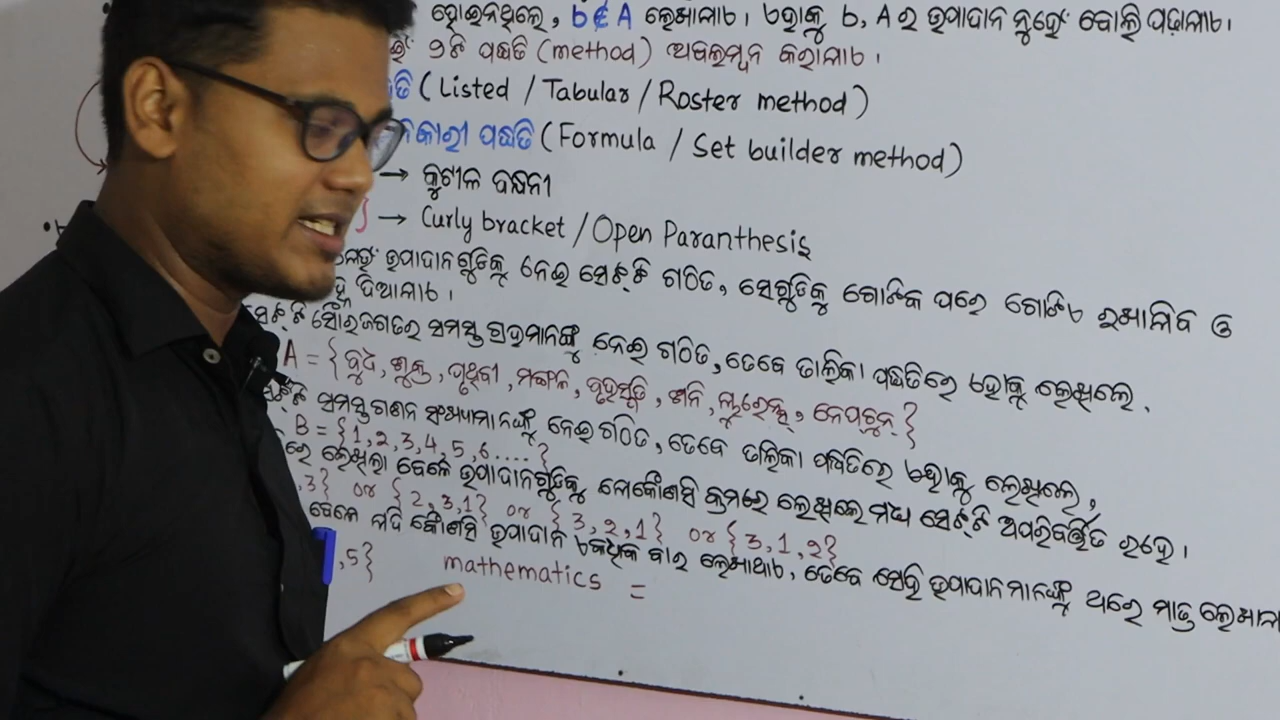 ହୋଇନଥିଲେ, b∉A ଲେଖାଯାଏ। ଏହାକୁ b, A ର ଉପାଦାନ ନୁହେଁ ବୋଲି ପଢ଼ାଯାଏ।
୨ଟି ପଦ୍ଧତି (method) ଅବଲମ୍ବନ କରାଯାଏ।
(Listed / Tabular / Roster method)
ପଦ୍ଧତି (Formula / Set builder method)
→ କୁଟୀଳ ବନ୍ଧନୀ
} → Curly bracket / Open Paranthesis
ଉପାଦାନଗୁଡିକୁ ନେଇ ସେଟ୍‌ଟି ଗଠିତ, ସେଗୁଡିକୁ ଗୋଟିକ ପରେ ଗୋଟିଏ ରଖାଯିବ ଓ
ଦିଆଯାଏ।
ସେଟ୍‌ଟି ସୌରଜଗତର ସମସ୍ତ ଗ୍ରହମାନଙ୍କୁ ନେଇ ଗଠିତ, ତେବେ ତାଲିକା ପଦ୍ଧତିରେ ଏହାକୁ ଲେଖିଲେ,
A = {ବୁଧ, ଶୁକ୍ର, ପୃଥିବୀ, ମଙ୍ଗଳ, ବୃହସ୍ପତି, ଶନି, ୟୁରେନସ୍, ନେପଚୁନ୍}
ସେଟ୍‌ଟି ସମସ୍ତ ଗଣନ ସଂଖ୍ୟାମାନଙ୍କୁ ନେଇ ଗଠିତ, ତେବେ ତାଲିକା ପଦ୍ଧତିରେ ଏହାକୁ ଲେଖିଲେ,
B = {1, 2, 3, 4, 5, 6 ....}
ରେ ଲେଖିଲା ବେଳେ ଉପାଦାନଗୁଡିକୁ ଯେକୌଣସି କ୍ରମରେ ଲେଖିଲେ ମଧ୍ୟ ସେଟ୍‌ଟି ଅପରିବର୍ତ୍ତିତ ରହେ।
,3} or {2,3,1} or {3,2,1} or {3,1,2}
ବେଳେ ଯଦି କୌଣସି ଉପାଦାନ ଏକାଧିକ ବାର ଲେଖାଥାଏ, ତେବେ ସେହି ଉପାଦାନମାନଙ୍କୁ ଥରେ ମାତ୍ର ଲେଖାଯା
,5} mathematics =